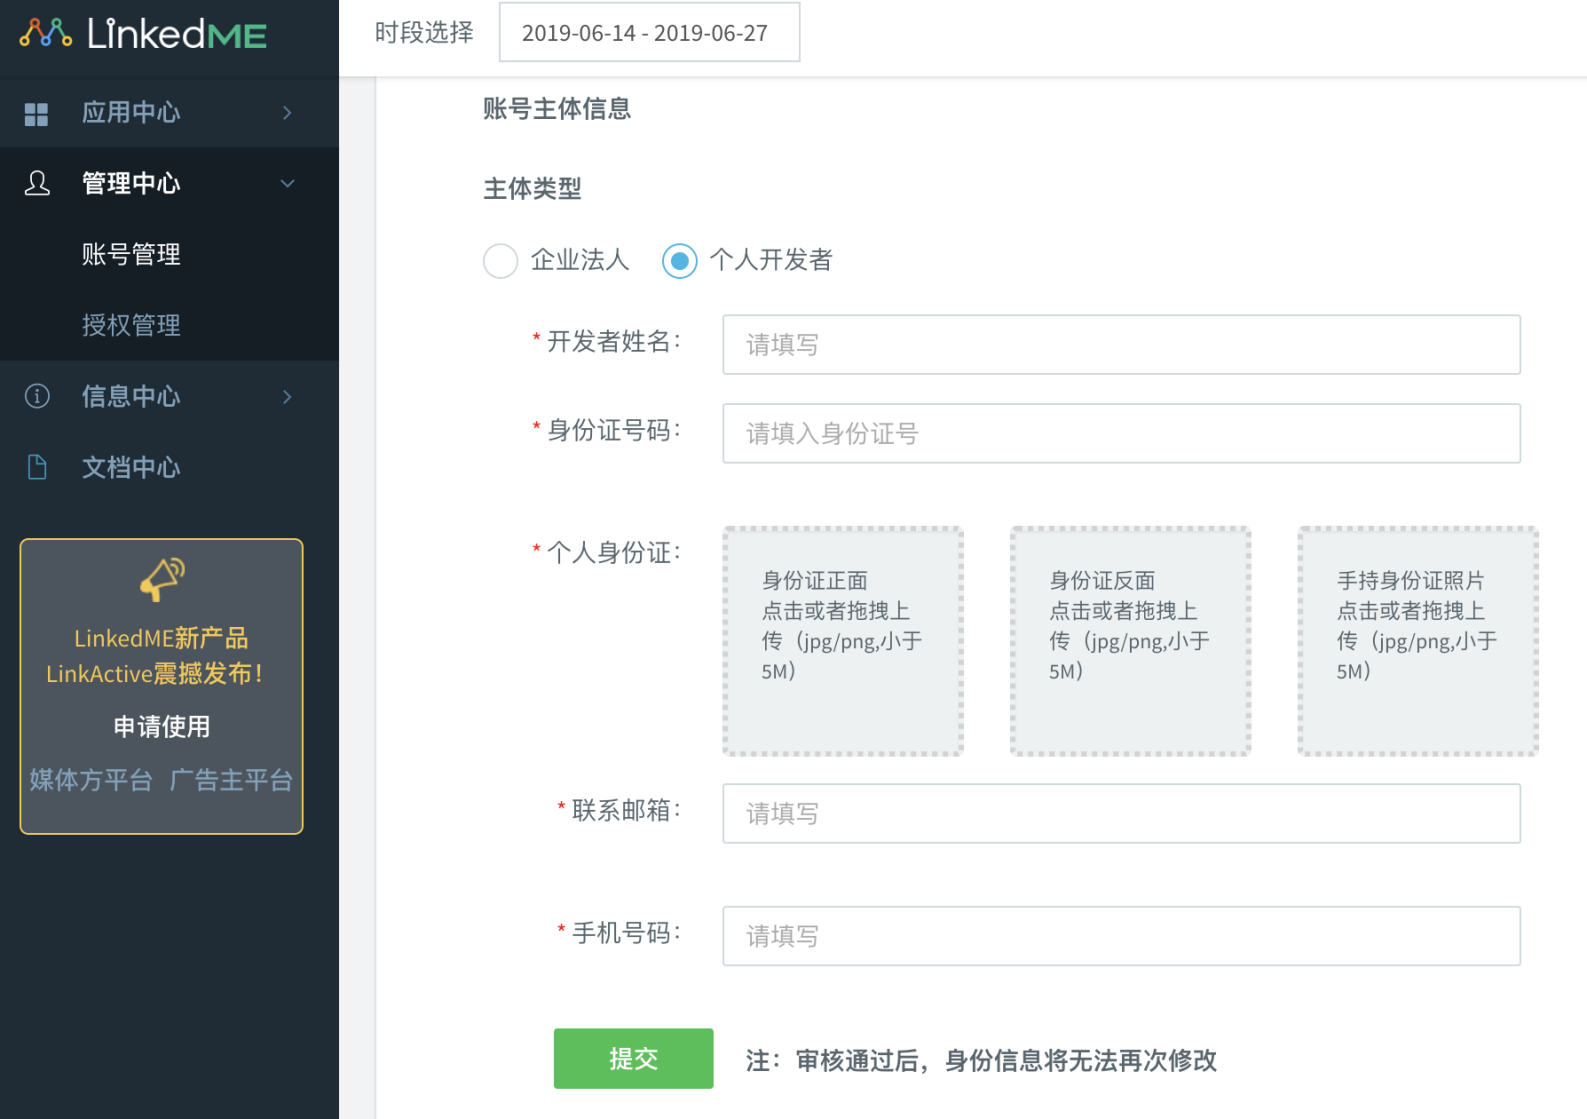 LinkedME
时段选择
2019-06-14 - 2019-06-27
应用中心
管理中心
账号管理
授权管理
信息中心
文档中心
LinkedME新产品
LinkActive震撼发布！
申请使用
媒体方平台 广告主平台
账号主体信息
主体类型
企业法人 个人开发者
* 开发者姓名：
请填写
* 身份证号码：
请填入身份证号
* 个人身份证：
身份证正面
点击或者拖拽上
传（jpg/png,小于
5M）
身份证反面
点击或者拖拽上
传（jpg/png,小于
5M）
手持身份证照片
点击或者拖拽上
传（jpg/png,小于
5M）
* 联系邮箱：
请填写
* 手机号码：
请填写
提交
注：审核通过后，身份信息将无法再次修改